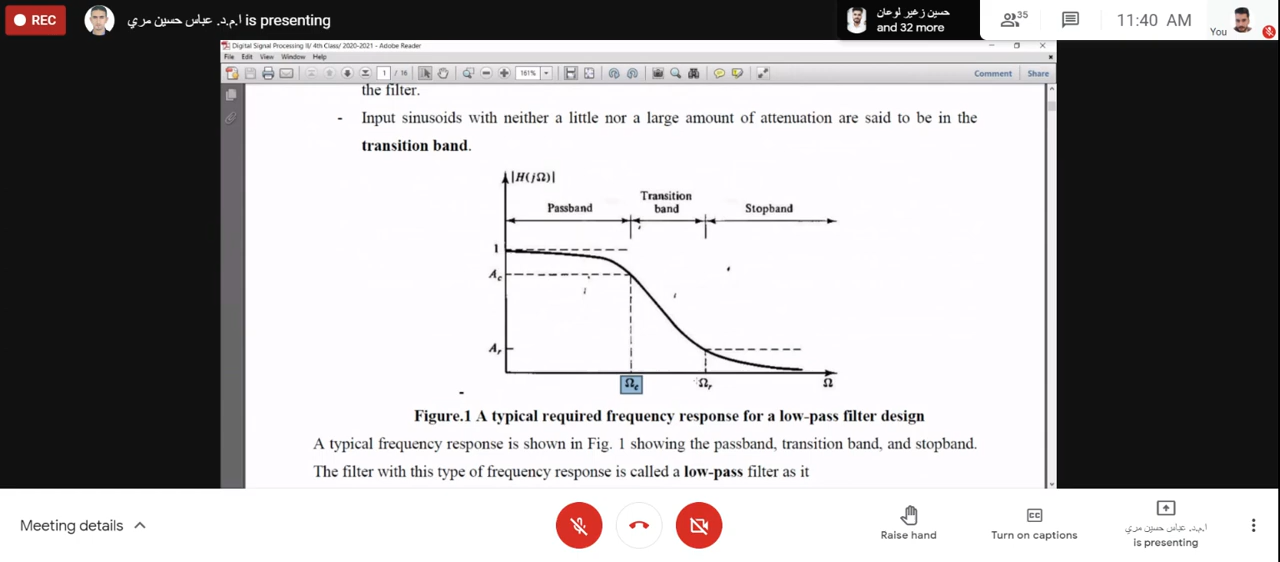 REC
ا.م.د. عباس حسين مري is presenting
حسين زغير لوعان
and 32 more
35
11:40 AM
You
Digital Signal Processing II/ 4th Class/ 2020-2021 - Adobe Reader
File Edit View Window Help
1 / 16
161%
Comment Share
the filter.
- Input sinusoids with neither a little nor a large amount of attenuation are said to be in the
transition band.
|H(jΩ)|
Passband
Transition
band
Stopband
1
Ac
Ar
Ωc
Ωr
Ω
Figure.1 A typical required frequency response for a low-pass filter design
A typical frequency response is shown in Fig. 1 showing the passband, transition band, and stopband.
The filter with this type of frequency response is called a low-pass filter as it
Meeting details
Raise hand
CC
Turn on captions
ا.م.د. عباس حسين مري
is presenting